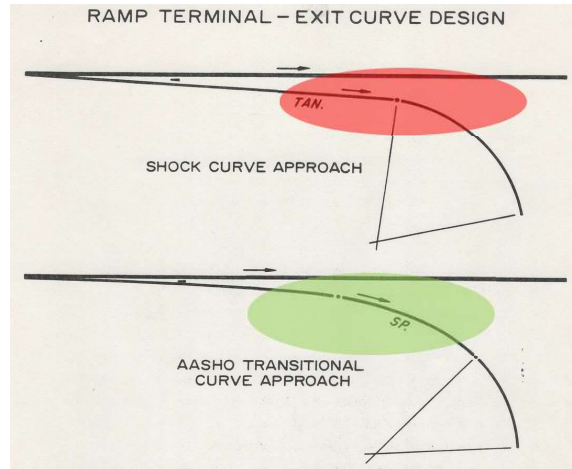 RAMP TERMINAL – EXIT CURVE DESIGN
TAN.
SHOCK CURVE APPROACH
SP.
AASHO TRANSITIONAL
CURVE APPROACH